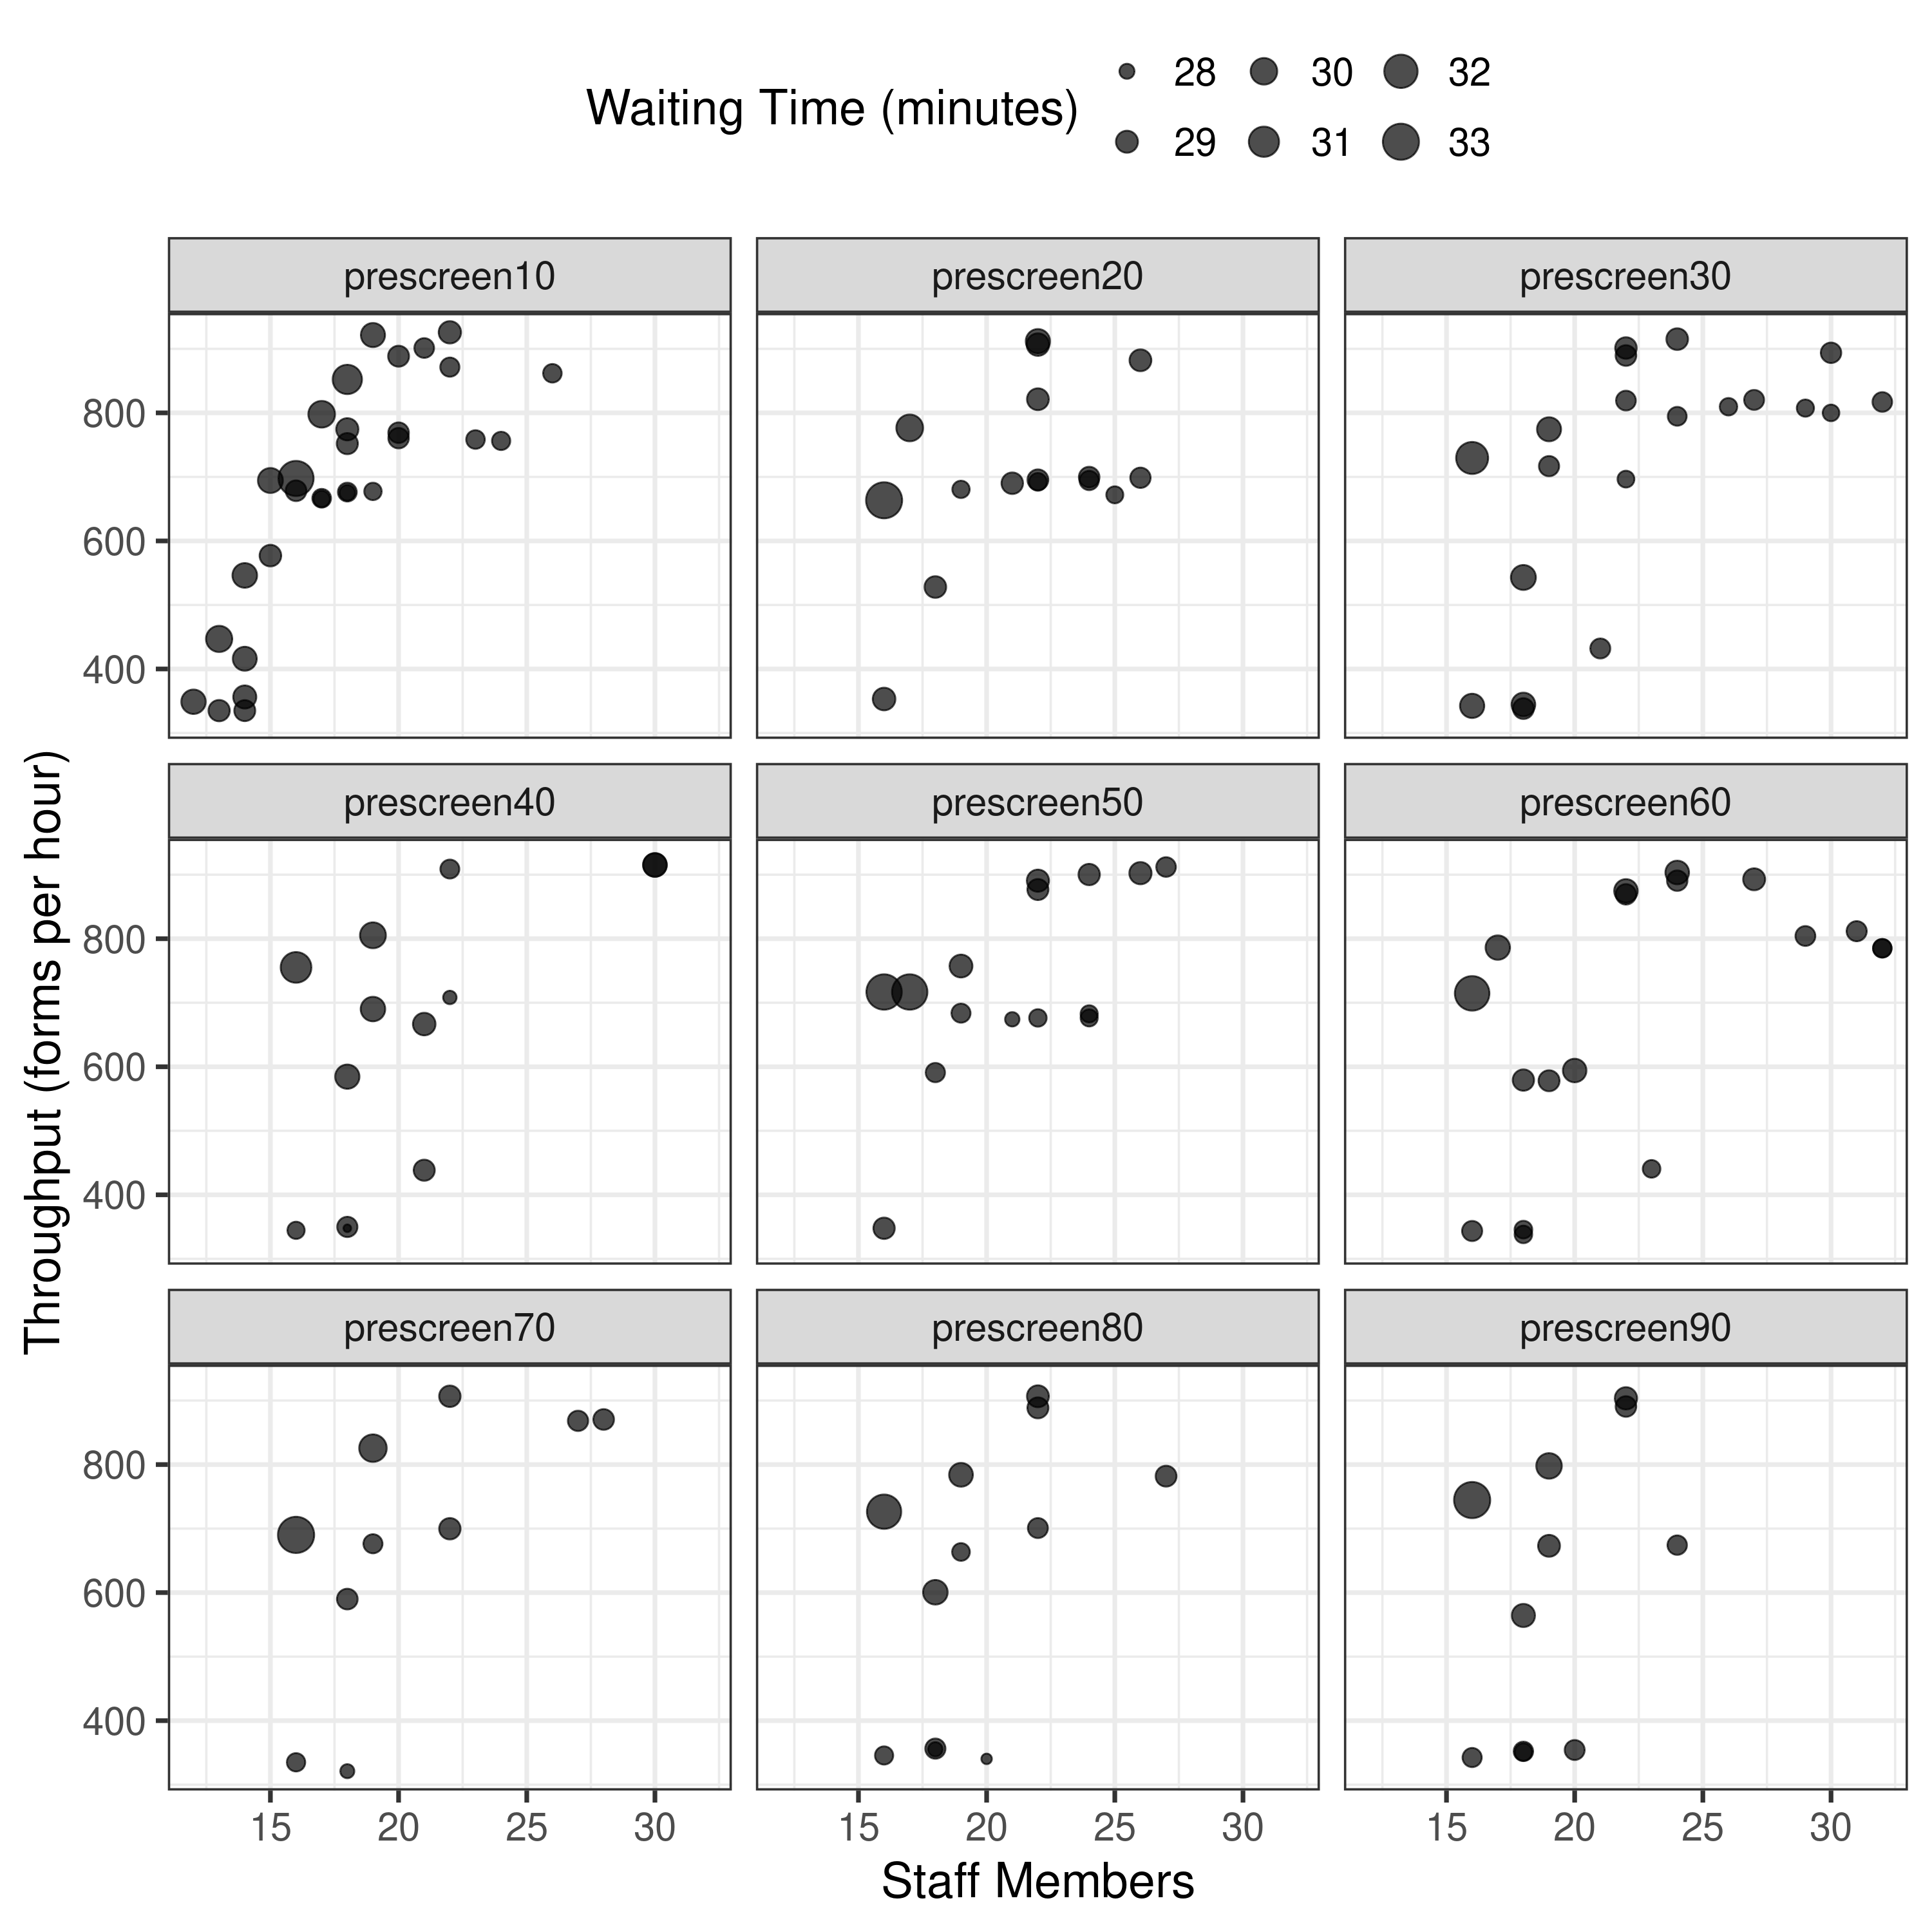 Waiting Time (minutes)
28 30 32
29 31 33
prescreen10 prescreen20 prescreen30
800
600
400
prescreen40 prescreen50 prescreen60
800
600
400
prescreen70 prescreen80 prescreen90
800
600
400
15 20 25 30 15 20 25 30 15 20 25 30
Staff Members
Throughput (forms per hour)